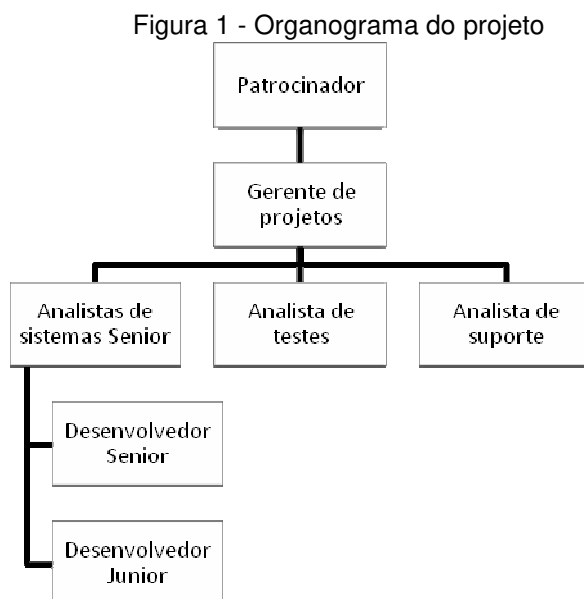 Figura 1 - Organograma do projeto
Patrocinador
Gerente de
projetos
Analistas de
sistemas Senior
Analista de
testes
Analista de
suporte
Desenvolvedor
Senior
Desenvolvedor
Junior